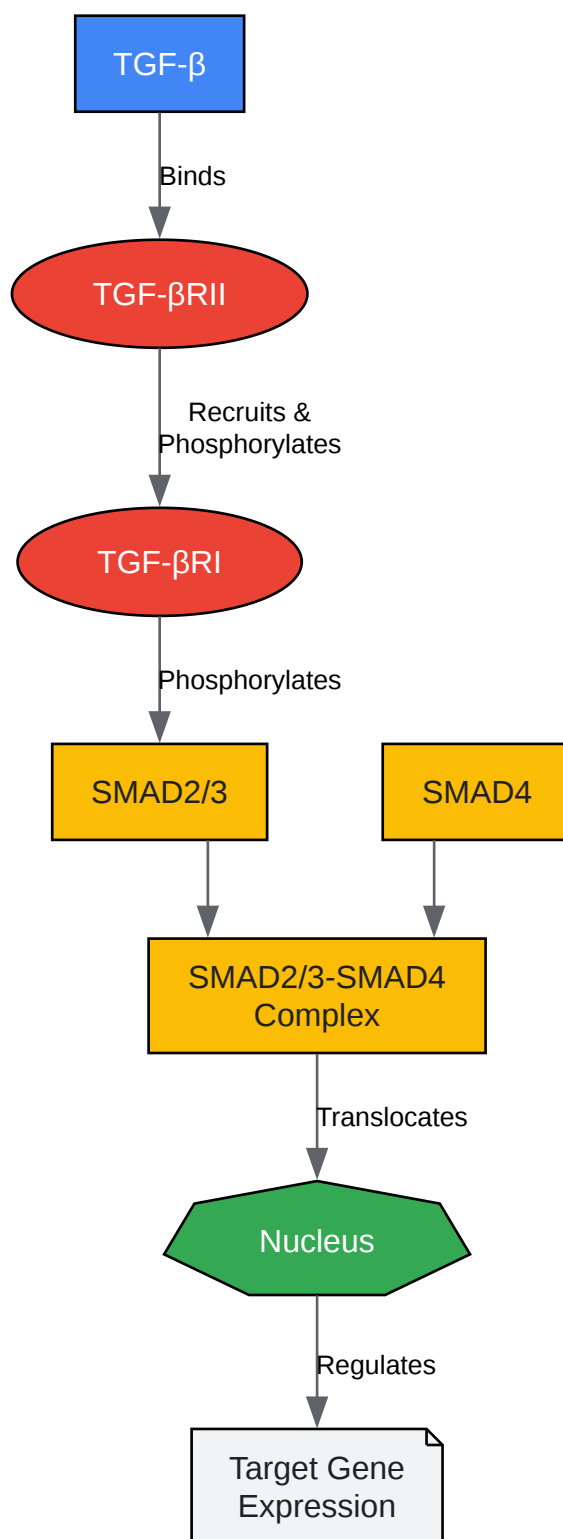 TGF-β
Binds
TGF-βRII
Recruits &
Phosphorylates
TGF-βRI
Phosphorylates
SMAD2/3
SMAD4
SMAD2/3-SMAD4
Complex
Translocates
Nucleus
Regulates
Target Gene
Expression